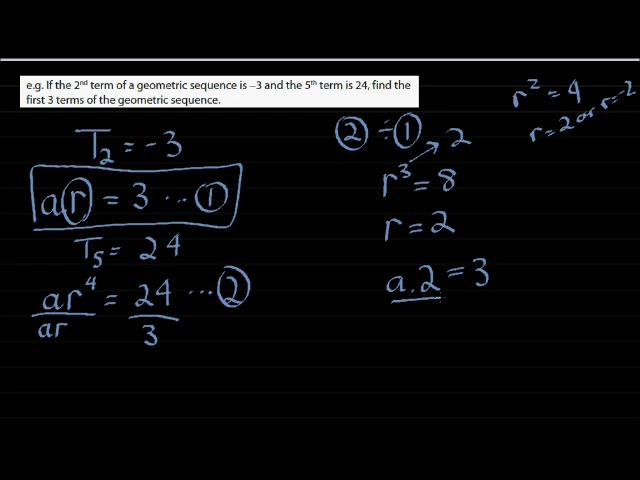 e.g. If the 2nd term of a geometric sequence is –3 and the 5th term is 24, find the
first 3 terms of the geometric sequence.
T₂ = -3
ar = 3 ... ①
T₅ = 24
ar⁴ = 24 ... ②
ar 3
② ÷ ① 2
r³ = 8
r = 2
a.2 = 3
r² = 4
r = 2 or r = -2